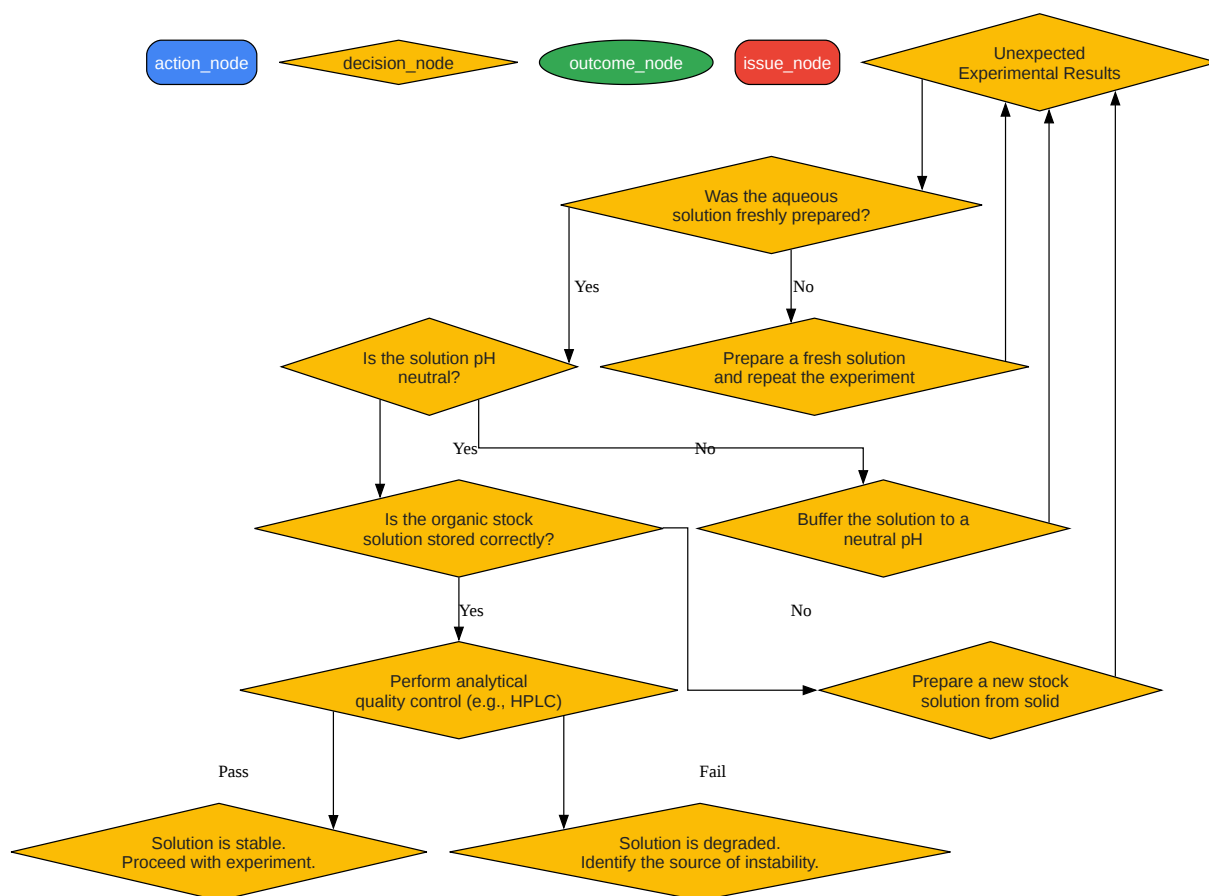 action_node
decision_node
outcome_node
issue_node
Unexpected
Experimental Results
Was the aqueous
solution freshly prepared?
Yes
No
Is the solution pH
neutral?
Prepare a fresh solution
and repeat the experiment
Yes
No
Is the organic stock
solution stored correctly?
Buffer the solution to a
neutral pH
Yes
No
Perform analytical
quality control (e.g., HPLC)
Prepare a new stock
solution from solid
Pass
Fail
Solution is stable.
Proceed with experiment.
Solution is degraded.
Identify the source of instability.